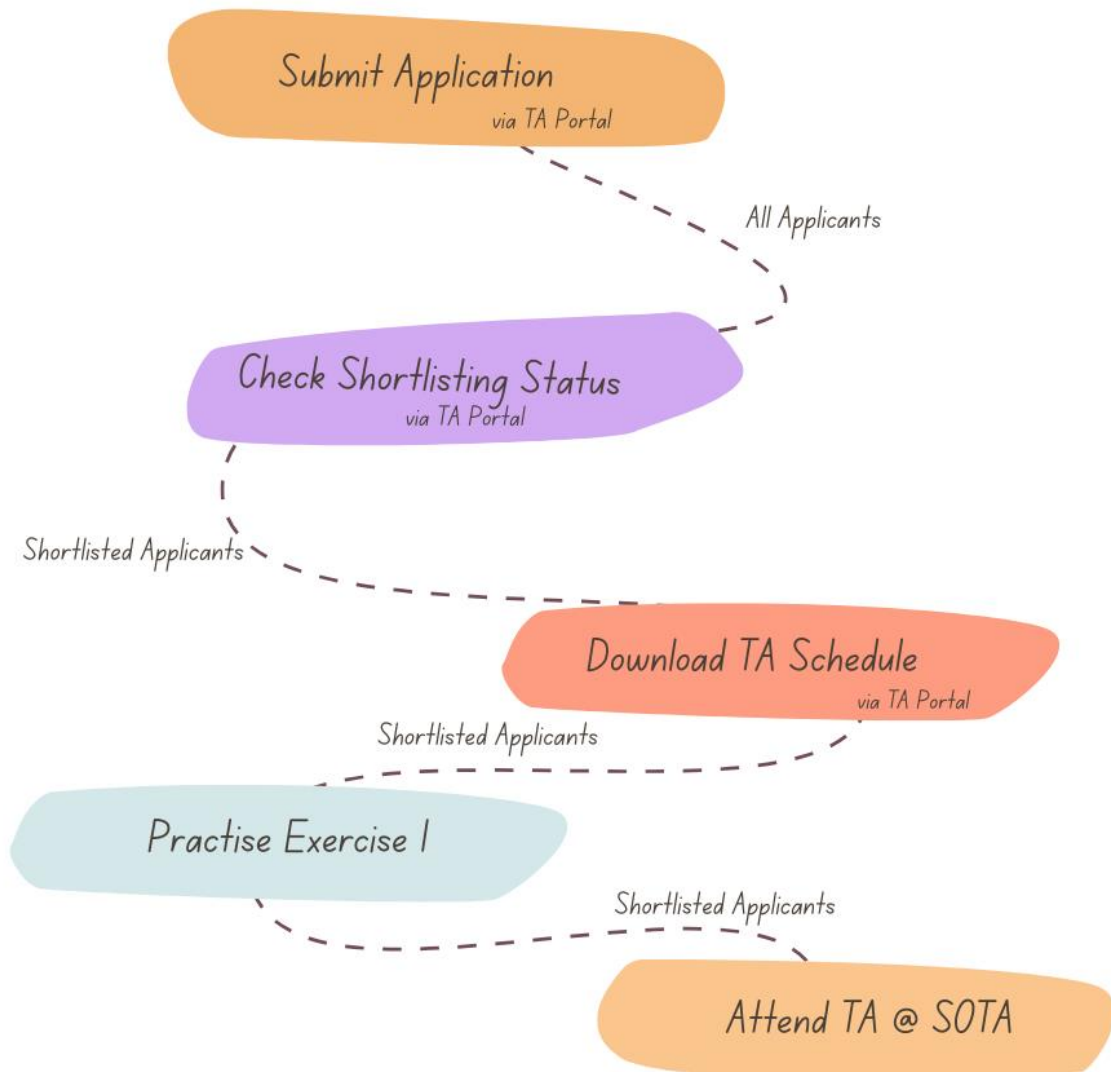 Submit Application
via TA Portal
All Applicants
Check Shortlisting Status
via TA Portal
Shortlisted Applicants
Download TA Schedule
via TA Portal
Shortlisted Applicants
Practise Exercise 1
Shortlisted Applicants
Attend TA @ SOTA